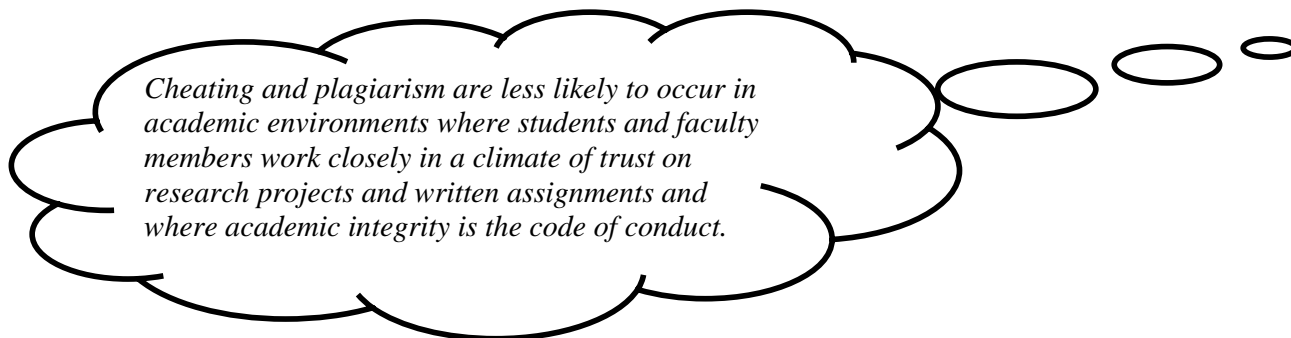 Cheating and plagiarism are less likely to occur in
academic environments where students and faculty
members work closely in a climate of trust on
research projects and written assignments and
where academic integrity is the code of conduct.